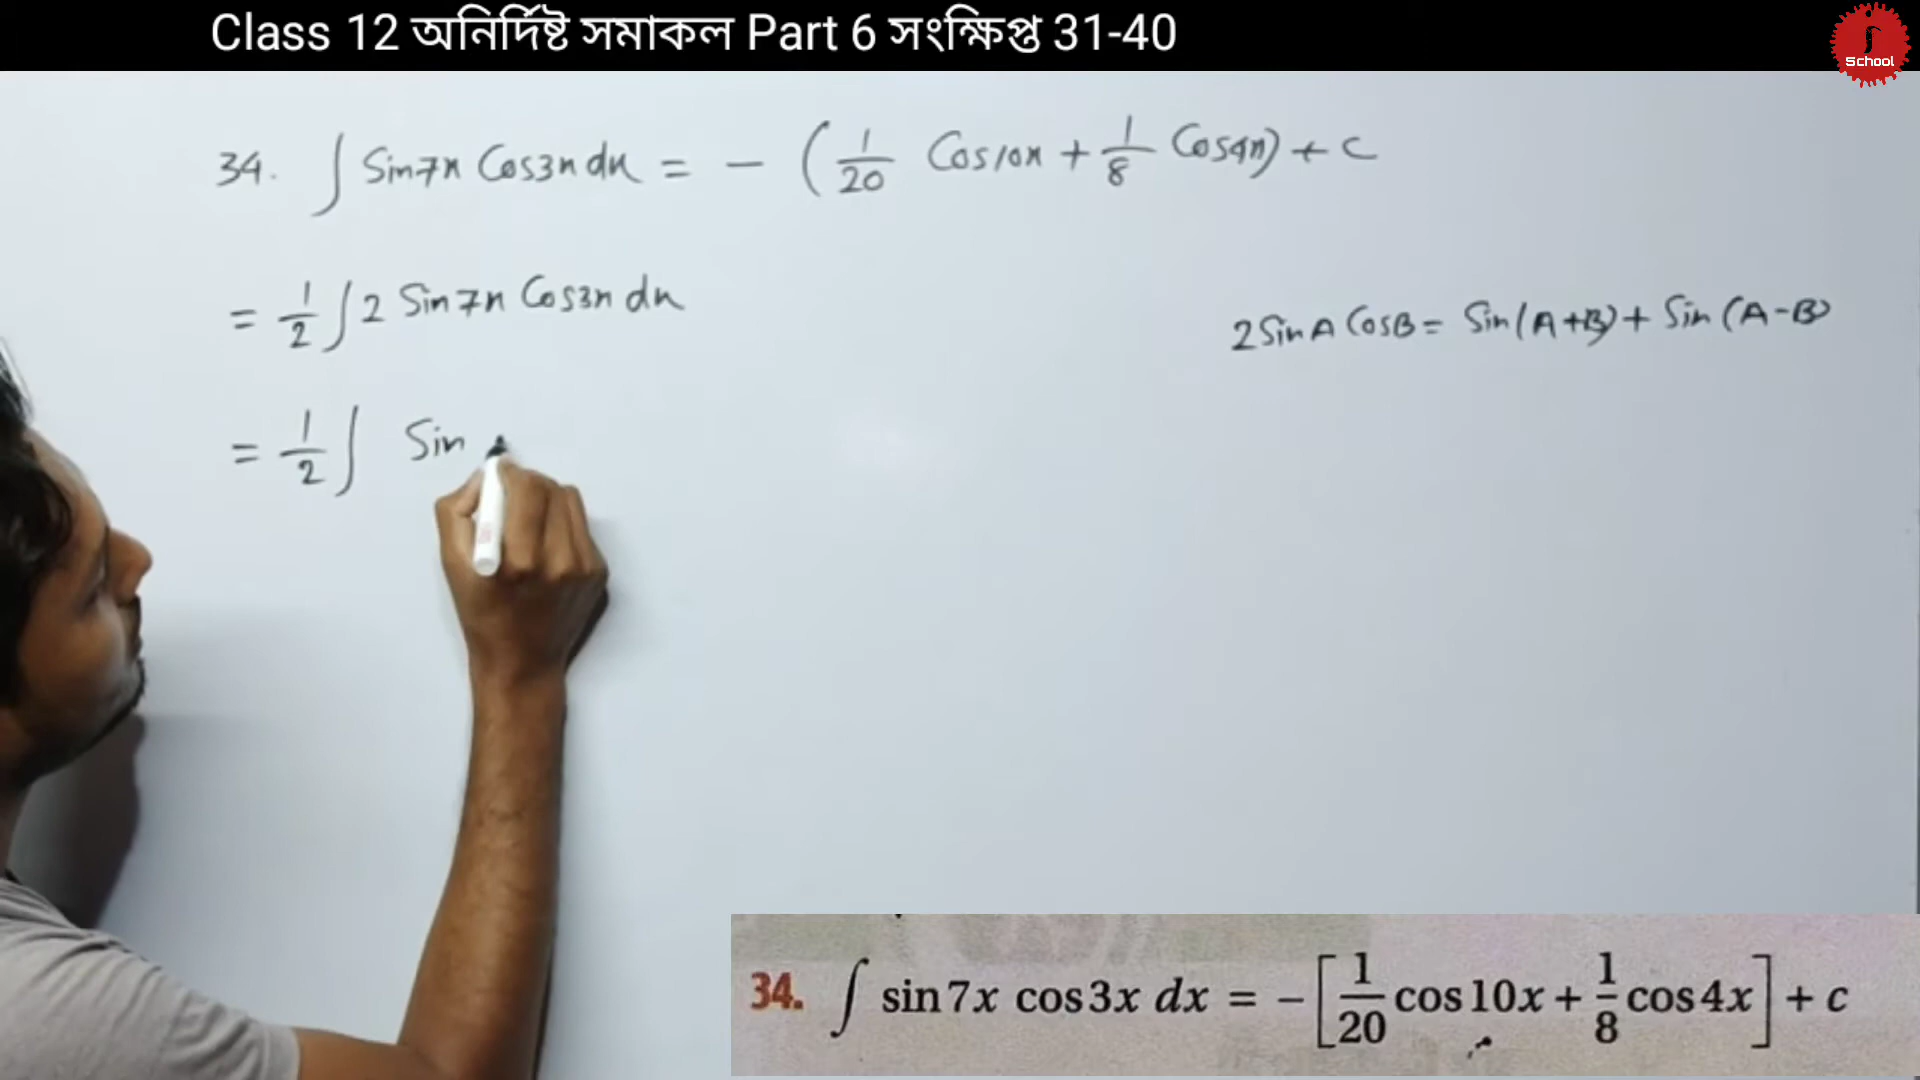 Class 12 অনির্দিষ্ট সমাকল Part 6 সংক্ষিপ্ত 31-40
ʃ School
34. ∫ Sin7x Cos3x dx = - (1/20 Cos10x + 1/8 Cos4x) + c
= 1/2 ∫ 2 Sin7x Cos3x dx
2SinA CosB = Sin(A+B) + Sin(A-B)
= 1/2 ∫ Sin
34. ∫ sin7x cos3x dx = -[1/20 cos10x + 1/8 cos4x] + c